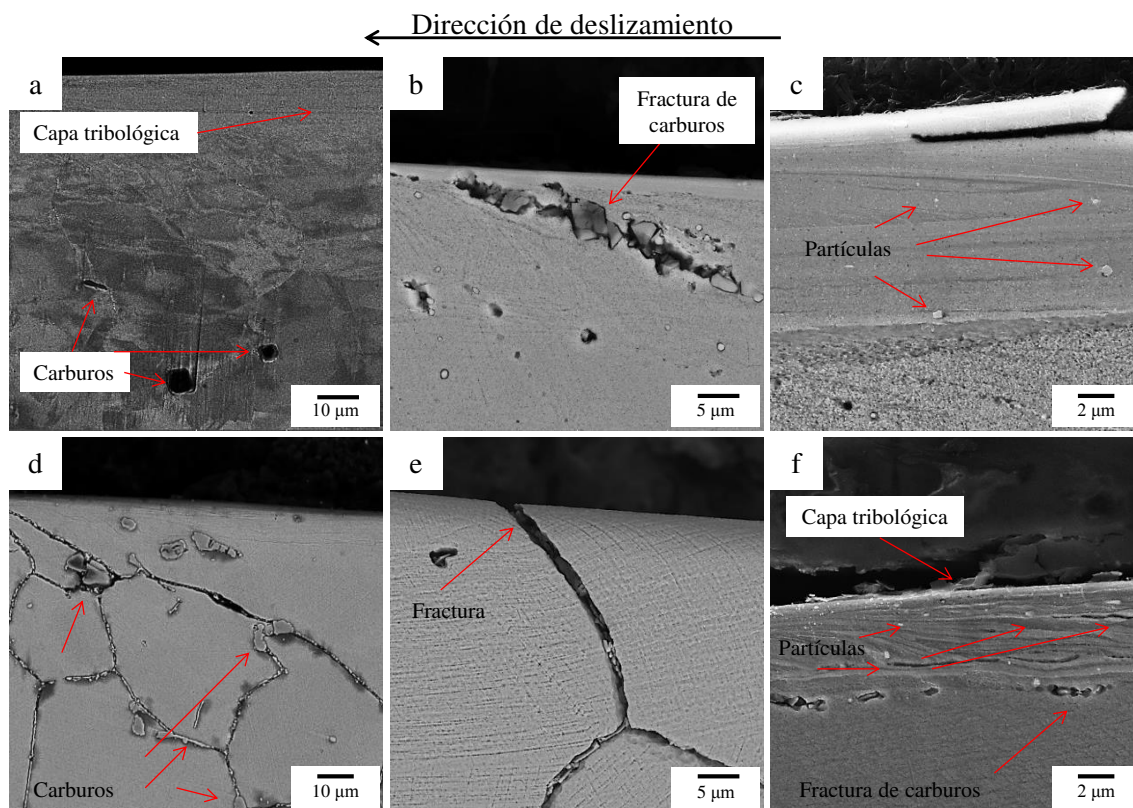 Dirección de deslizamiento
a
Capa tribológica
Carburos
10 μm
b
Fractura de
carburos
5 μm
c
Partículas
2 μm
d
Carburos
10 μm
e
Fractura
5 μm
f
Capa tribológica
Partículas
Fractura de carburos
2 μm